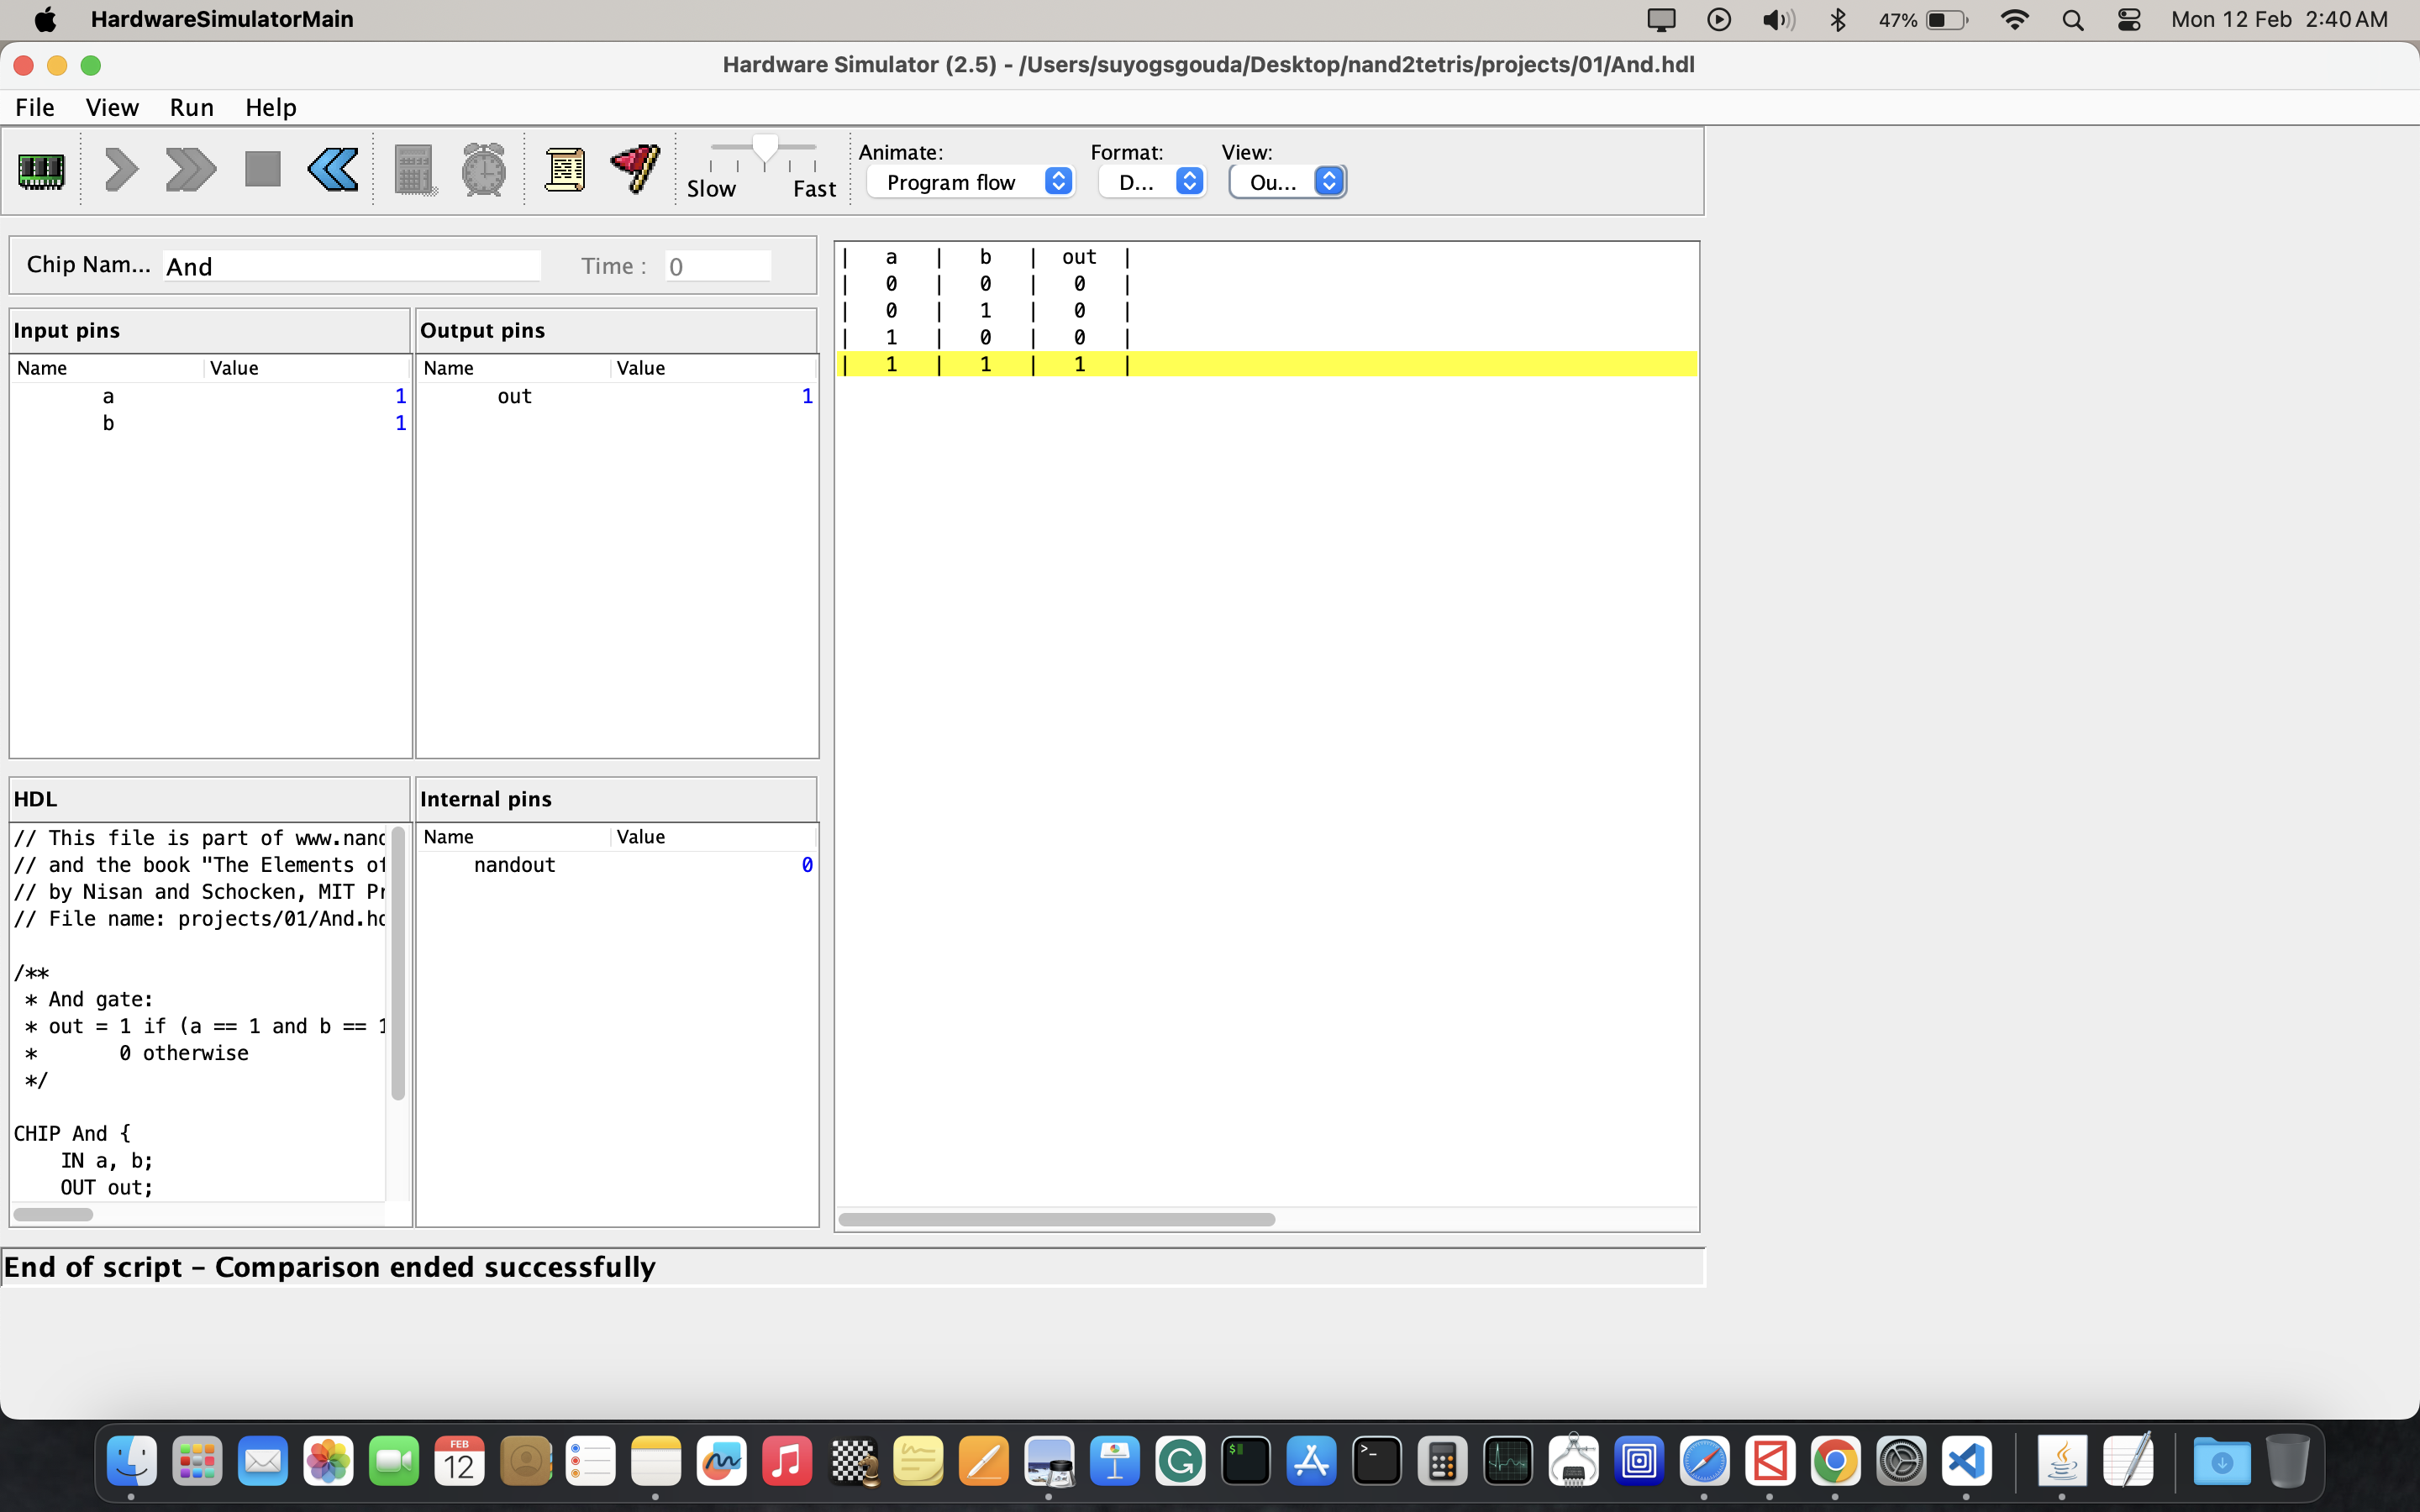 HardwareSimulatorMain 47% Mon 12 Feb 2:40 AM
Hardware Simulator (2.5) - /Users/suyogsgouda/Desktop/nand2tetris/projects/01/And.hdl
File View Run Help
Slow Fast
Animate: Format: View:
Program flow D... Ou...
Chip Nam... And Time : 0
Input pins
Name Value
a 1
b 1
Output pins
Name Value
out 1
HDL
// This file is part of www.nand
// and the book "The Elements of
// by Nisan and Schocken, MIT Pr
// File name: projects/01/And.hd
/**
* And gate:
* out = 1 if (a == 1 and b == 1
* 0 otherwise
*/
CHIP And {
IN a, b;
OUT out;
Internal pins
Name Value
nandout 0
| a | b | out |
| 0 | 0 | 0 |
| 0 | 1 | 0 |
| 1 | 0 | 0 |
| 1 | 1 | 1 |
End of script – Comparison ended successfully
FEB
12
$
>_